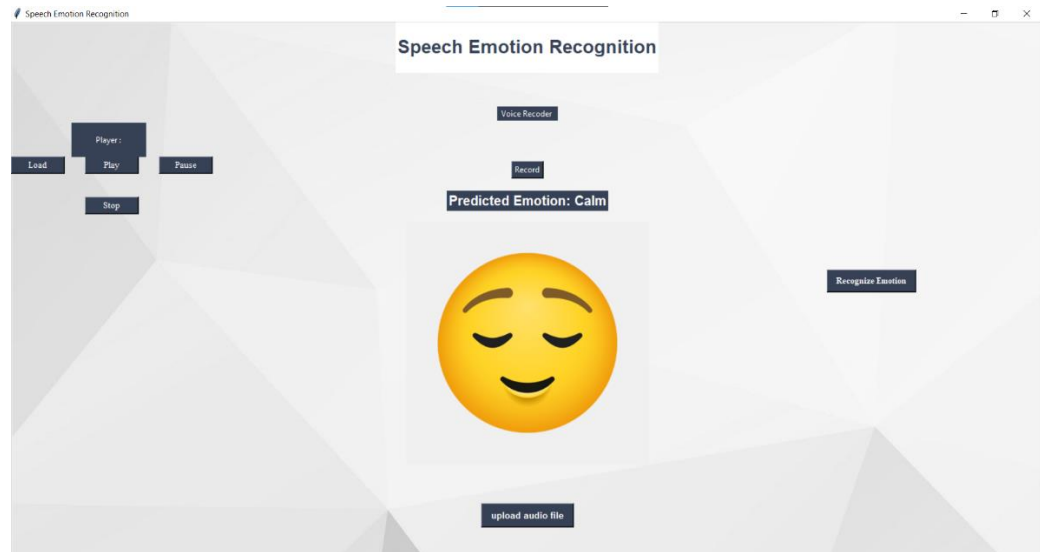 Speech Emotion Recognition
Speech Emotion Recognition
Voice Recoder
Player :
Load
Play
Pause
Record
Predicted Emotion: Calm
Stop
Recognize Emotion
upload audio file